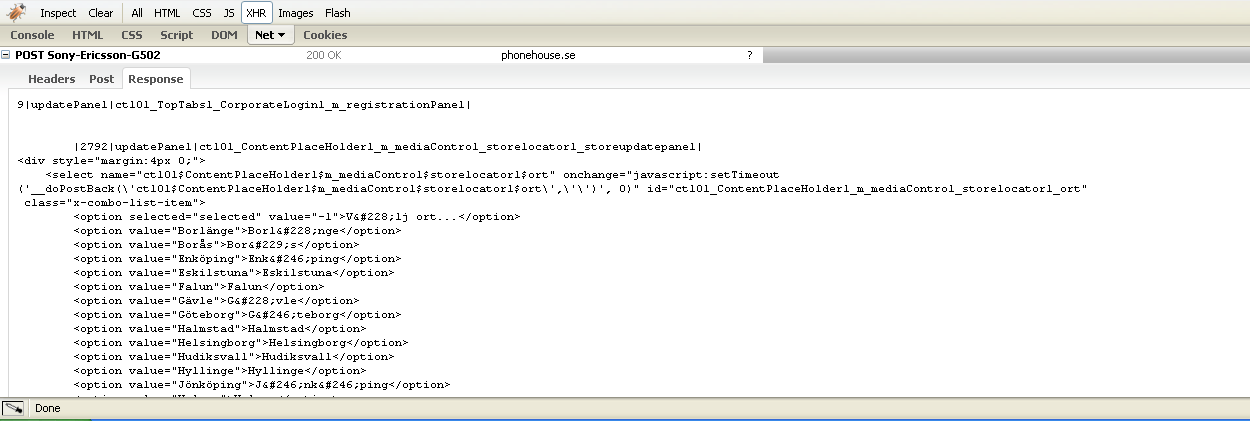 Inspect Clear All HTML CSS JS XHR Images Flash
Console HTML CSS Script DOM Net Cookies
POST Sony-Ericsson-G502 200 OK phonehouse.se ?
Headers Post Response
9|updatePanel|ctl01_TopTabs1_CorporateLogin1_m_registrationPanel|
|2792|updatePanel|ctl01_ContentPlaceHolder1_m_mediaControl_storelocator1_storeupdatepanel|
<div style="margin:4px 0;">
<select name="ctl01$ContentPlaceHolder1$m_mediaControl$storelocator1$ort" onchange="javascript:setTimeout
('__doPostBack(\'ctl01$ContentPlaceHolder1$m_mediaControl$storelocator1$ort\',\'\')', 0)" id="ctl01_ContentPlaceHolder1_m_mediaControl_storelocator1_ort"
class="x-combo-list-item">
<option selected="selected" value="-1">V&#228;lj ort...</option>
<option value="Borlänge">Borl&#228;nge</option>
<option value="Borås">Bor&#229;s</option>
<option value="Enköping">Enk&#246;ping</option>
<option value="Eskilstuna">Eskilstuna</option>
<option value="Falun">Falun</option>
<option value="Gävle">G&#228;vle</option>
<option value="Göteborg">G&#246;teborg</option>
<option value="Halmstad">Halmstad</option>
<option value="Helsingborg">Helsingborg</option>
<option value="Hudiksvall">Hudiksvall</option>
<option value="Hyllinge">Hyllinge</option>
<option value="Jönköping">J&#246;nk&#246;ping</option>
Done